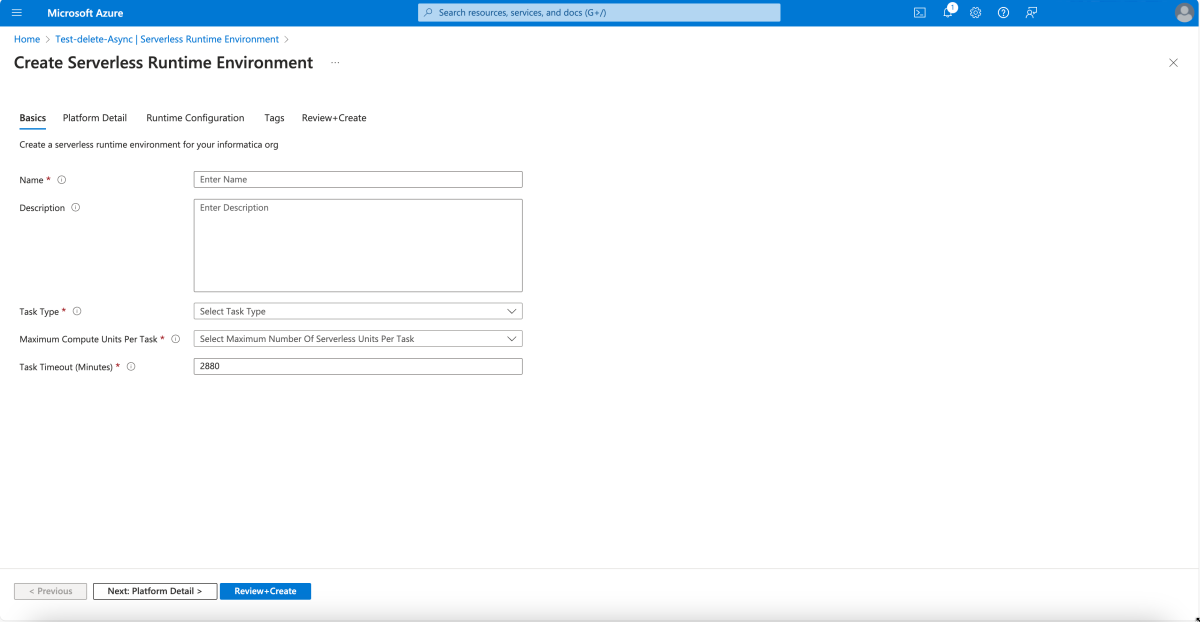 Microsoft Azure
Search resources, services, and docs (G+/)
1
Home > Test-delete-Async | Serverless Runtime Environment >
Create Serverless Runtime Environment ...
Basics Platform Detail Runtime Configuration Tags Review+Create
Create a serverless runtime environment for your informatica org
Name *
Enter Name
Description
Enter Description
Task Type *
Select Task Type
Maximum Compute Units Per Task *
Select Maximum Number Of Serverless Units Per Task
Task Timeout (Minutes) *
2880
< Previous
Next: Platform Detail >
Review+Create